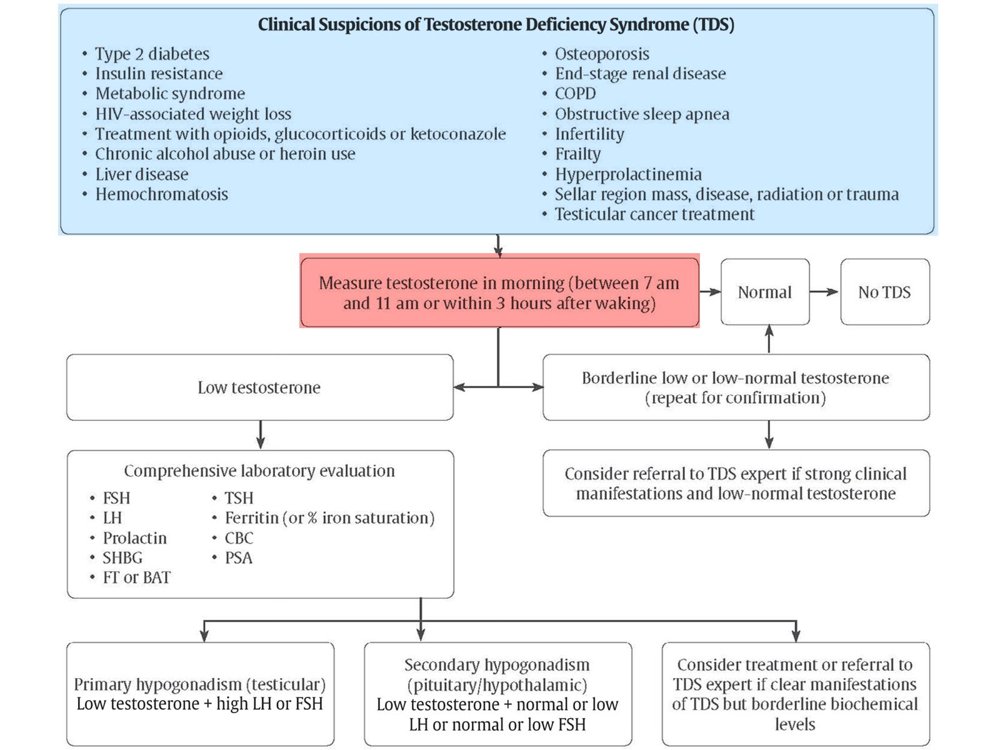 Clinical Suspicions of Testosterone Deficiency Syndrome (TDS)
• Type 2 diabetes
• Insulin resistance
• Metabolic syndrome
• HIV-associated weight loss
• Treatment with opioids, glucocorticoids or ketoconazole
• Chronic alcohol abuse or heroin use
• Liver disease
• Hemochromatosis
• Osteoporosis
• End-stage renal disease
• COPD
• Obstructive sleep apnea
• Infertility
• Frailty
• Hyperprolactinemia
• Sellar region mass, disease, radiation or trauma
• Testicular cancer treatment
Measure testosterone in morning (between 7 am
and 11 am or within 3 hours after waking)
Normal
No TDS
Low testosterone
Borderline low or low-normal testosterone
(repeat for confirmation)
Comprehensive laboratory evaluation
• FSH
• LH
• Prolactin
• SHBG
• FT or BAT
• TSH
• Ferritin (or % iron saturation)
• CBC
• PSA
Consider referral to TDS expert if strong clinical
manifestations and low-normal testosterone
Primary hypogonadism (testicular)
Low testosterone + high LH or FSH
Secondary hypogonadism
(pituitary/hypothalamic)
Low testosterone + normal or low
LH or normal or low FSH
Consider treatment or referral to
TDS expert if clear manifestations
of TDS but borderline biochemical
levels